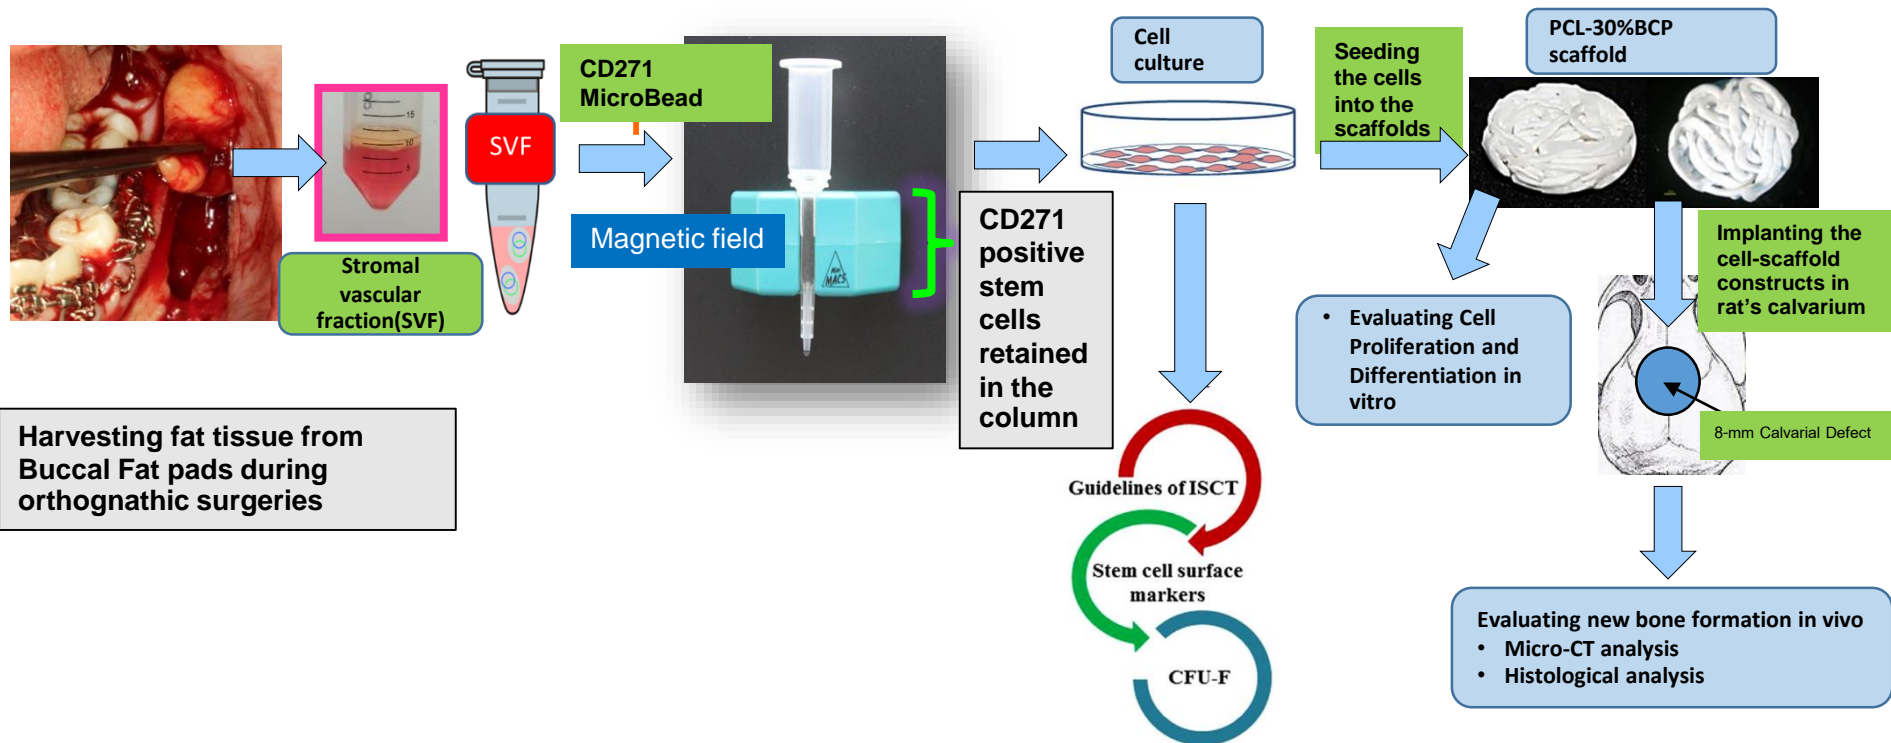 Harvesting fat tissue from
Buccal Fat pads during
orthognathic surgeries
15
10
5
Stromal
vascular
fraction(SVF)
SVF
CD271
MicroBead
Magnetic field
MACS
CD271
positive
stem
cells
retained
in the
column
Cell
culture
Guidelines of ISCT
Stem cell surface
markers
CFU-F
Seeding
the cells
into the
scaffolds
PCL-30%BCP
scaffold
• Evaluating Cell
Proliferation and
Differentiation in
vitro
Implanting the
cell-scaffold
constructs in
rat's calvarium
8-mm Calvarial Defect
Evaluating new bone formation in vivo
• Micro-CT analysis
• Histological analysis